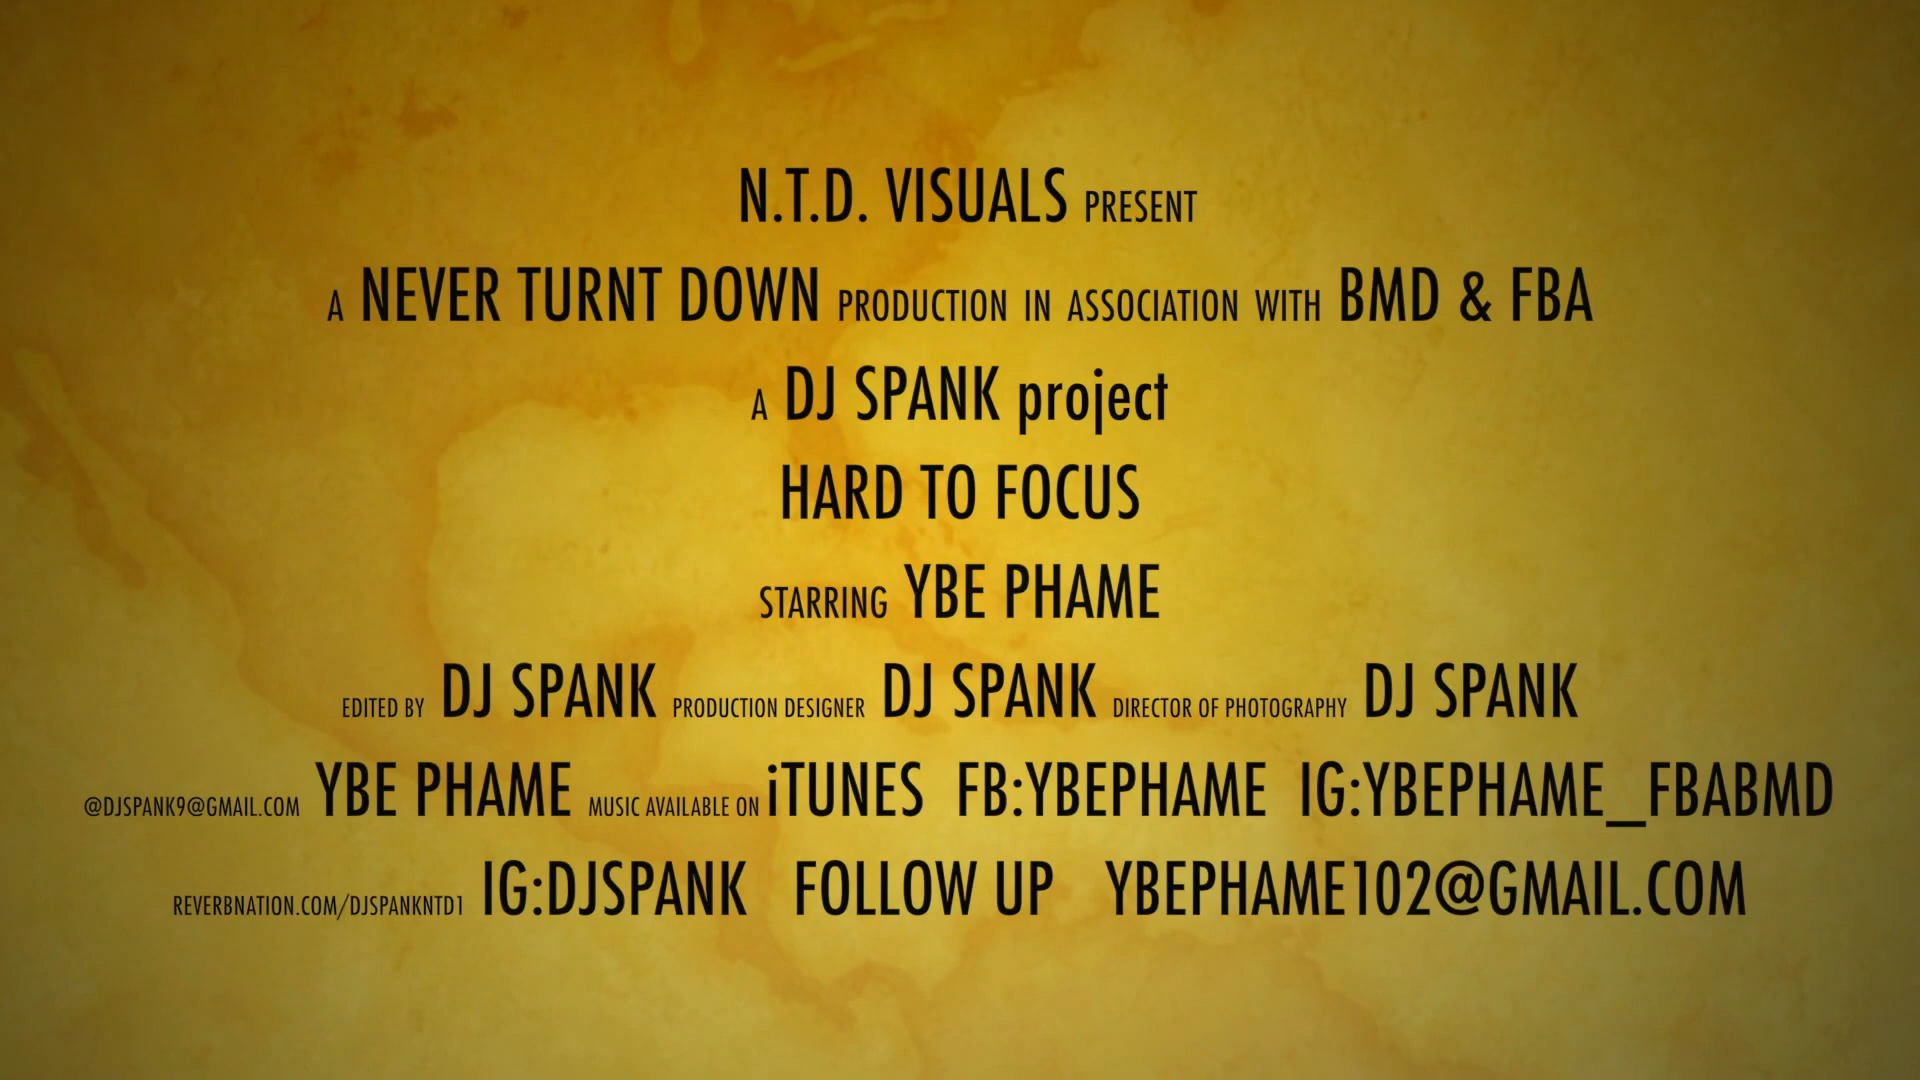 N.T.D. VISUALS PRESENT
A NEVER TURNT DOWN PRODUCTION IN ASSOCIATION WITH BMD & FBA
A DJ SPANK project
HARD TO FOCUS
STARRING YBE PHAME
EDITED BY DJ SPANK PRODUCTION DESIGNER DJ SPANK DIRECTOR OF PHOTOGRAPHY DJ SPANK
@DJSPANK9@GMAIL.COM YBE PHAME MUSIC AVAILABLE ON iTUNES FB:YBEPHAME IG:YBEPHAME_FBABMD
REVERBNATION.COM/DJSPANKNTD1 IG:DJSPANK FOLLOW UP YBEPHAME102@GMAIL.COM